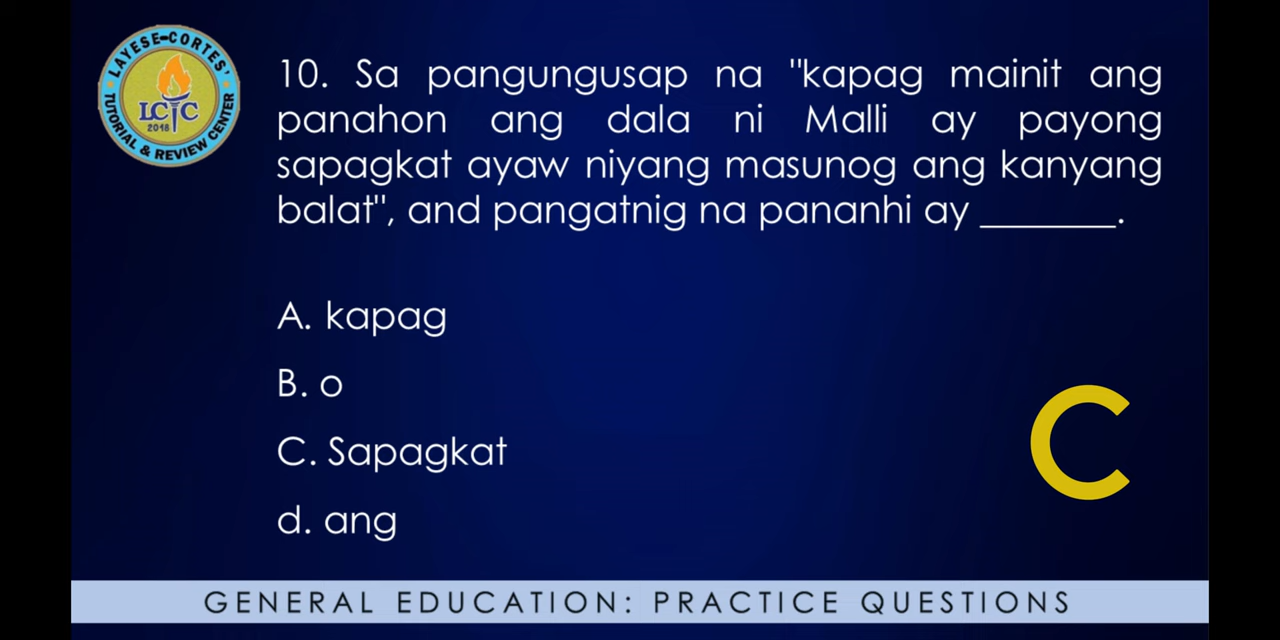 LAYESE-CORTES'
LCTC
2018
TUTORIAL & REVIEW CENTER
10. Sa pangungusap na "kapag mainit ang
panahon ang dala ni Malli ay payong
sapagkat ayaw niyang masunog ang kanyang
balat", and pangatnig na pananhi ay _______.
A. kapag
B. o
C. Sapagkat
d. ang
C
GENERAL EDUCATION: PRACTICE QUESTIONS